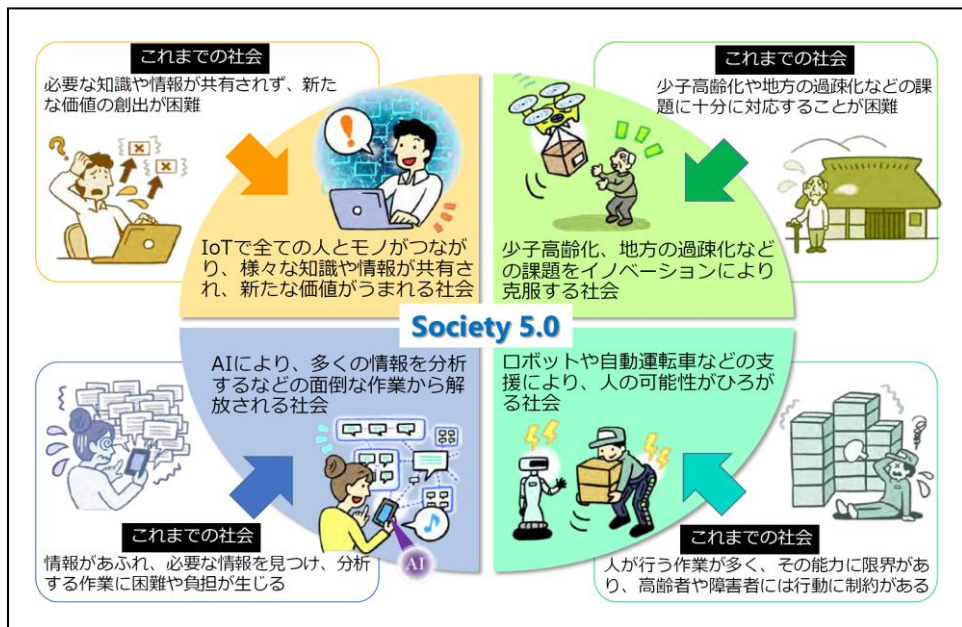 これまでの社会
必要な知識や情報が共有されず、新た
な価値の創出が困難
これまでの社会
少子高齢化や地方の過疎化などの課
題に十分に対応することが困難
IoTで全ての人とモノがつなが
り、様々な知識や情報が共有さ
れ、新たな価値がうまれる社会
少子高齢化、地方の過疎化など
の課題をイノベーションにより
克服する社会
Society 5.0
AIにより、多くの情報を分析
するなどの面倒な作業から解
放される社会
ロボットや自動運転車などの支
援により、人の可能性がひろが
る社会
AI
これまでの社会
情報があふれ、必要な情報を見つけ、分析
する作業に困難や負担が生じる
これまでの社会
人が行う作業が多く、その能力に限界があ
り、高齢者や障害者には行動に制約がある